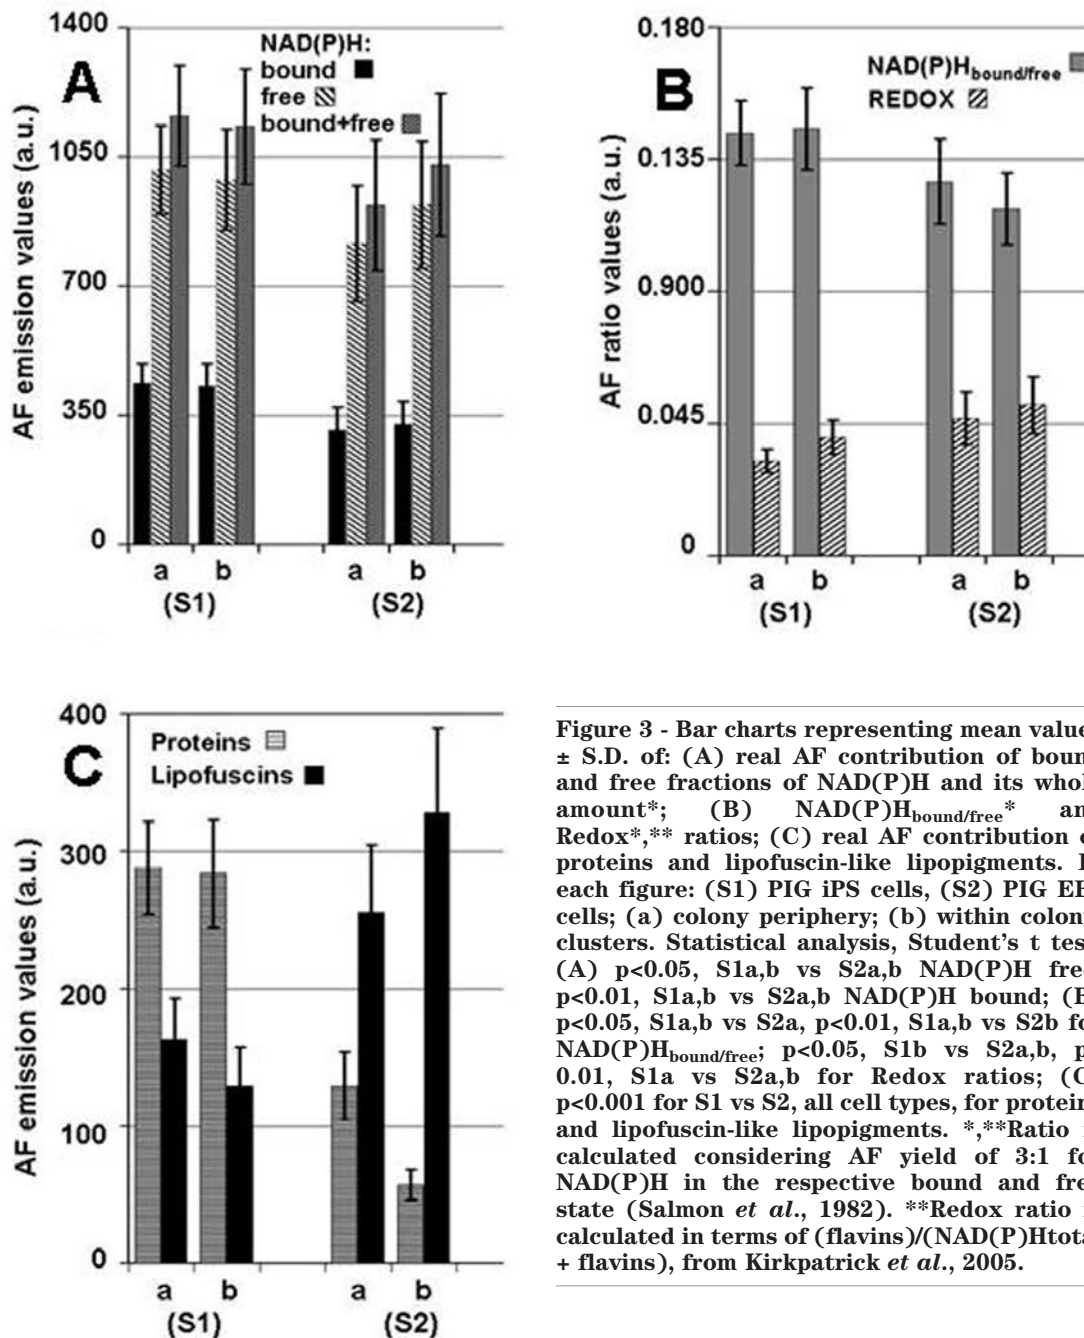 1400
1050
700
350
0
AF emission values (a.u.)
A
NAD(P)H:
bound
free
bound+free
a b a b
(S1) (S2)
0.180
0.135
0.900
0.045
0
AF ratio values (a.u.)
B
NAD(P)Hbound/free
REDOX
a b a b
(S1) (S2)
400
300
200
100
0
AF emission values (a.u.)
C
Proteins
Lipofuscins
a b a b
(S1) (S2)
Figure 3 - Bar charts representing mean value
± S.D. of: (A) real AF contribution of boun
and free fractions of NAD(P)H and its whol
amount*; (B) NAD(P)Hbound/free* an
Redox*,** ratios; (C) real AF contribution o
proteins and lipofuscin-like lipopigments. I
each figure: (S1) PIG iPS cells, (S2) PIG EF
cells; (a) colony periphery; (b) within colony
clusters. Statistical analysis, Student's t tes
(A) p<0.05, S1a,b vs S2a,b NAD(P)H free
p<0.01, S1a,b vs S2a,b NAD(P)H bound; (B
p<0.05, S1a,b vs S2a, p<0.01, S1a,b vs S2b fo
NAD(P)Hbound/free; p<0.05, S1b vs S2a,b, p
0.01, S1a vs S2a,b for Redox ratios; (C
p<0.001 for S1 vs S2, all cell types, for protein
and lipofuscin-like lipopigments. *,**Ratio i
calculated considering AF yield of 3:1 fo
NAD(P)H in the respective bound and fre
state (Salmon et al., 1982). **Redox ratio i
calculated in terms of (flavins)/(NAD(P)Htota
+ flavins), from Kirkpatrick et al., 2005.